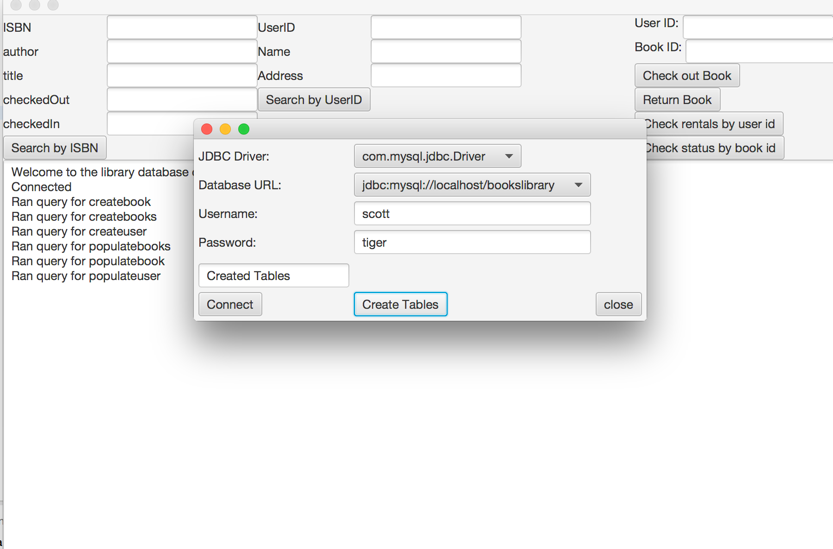 ISBN
UserID
User ID:
author
Name
Book ID:
title
Address
Check out Book
checkedOut
Search by UserID
Return Book
checkedIn
Check rentals by user id
Search by ISBN
Check status by book id
Welcome to the library database
Connected
Ran query for createbook
Ran query for createbooks
Ran query for createuser
Ran query for populatebooks
Ran query for populatebook
Ran query for populateuser
JDBC Driver:
com.mysql.jdbc.Driver
Database URL:
jdbc:mysql://localhost/bookslibrary
Username:
scott
Password:
tiger
Created Tables
Connect
Create Tables
close